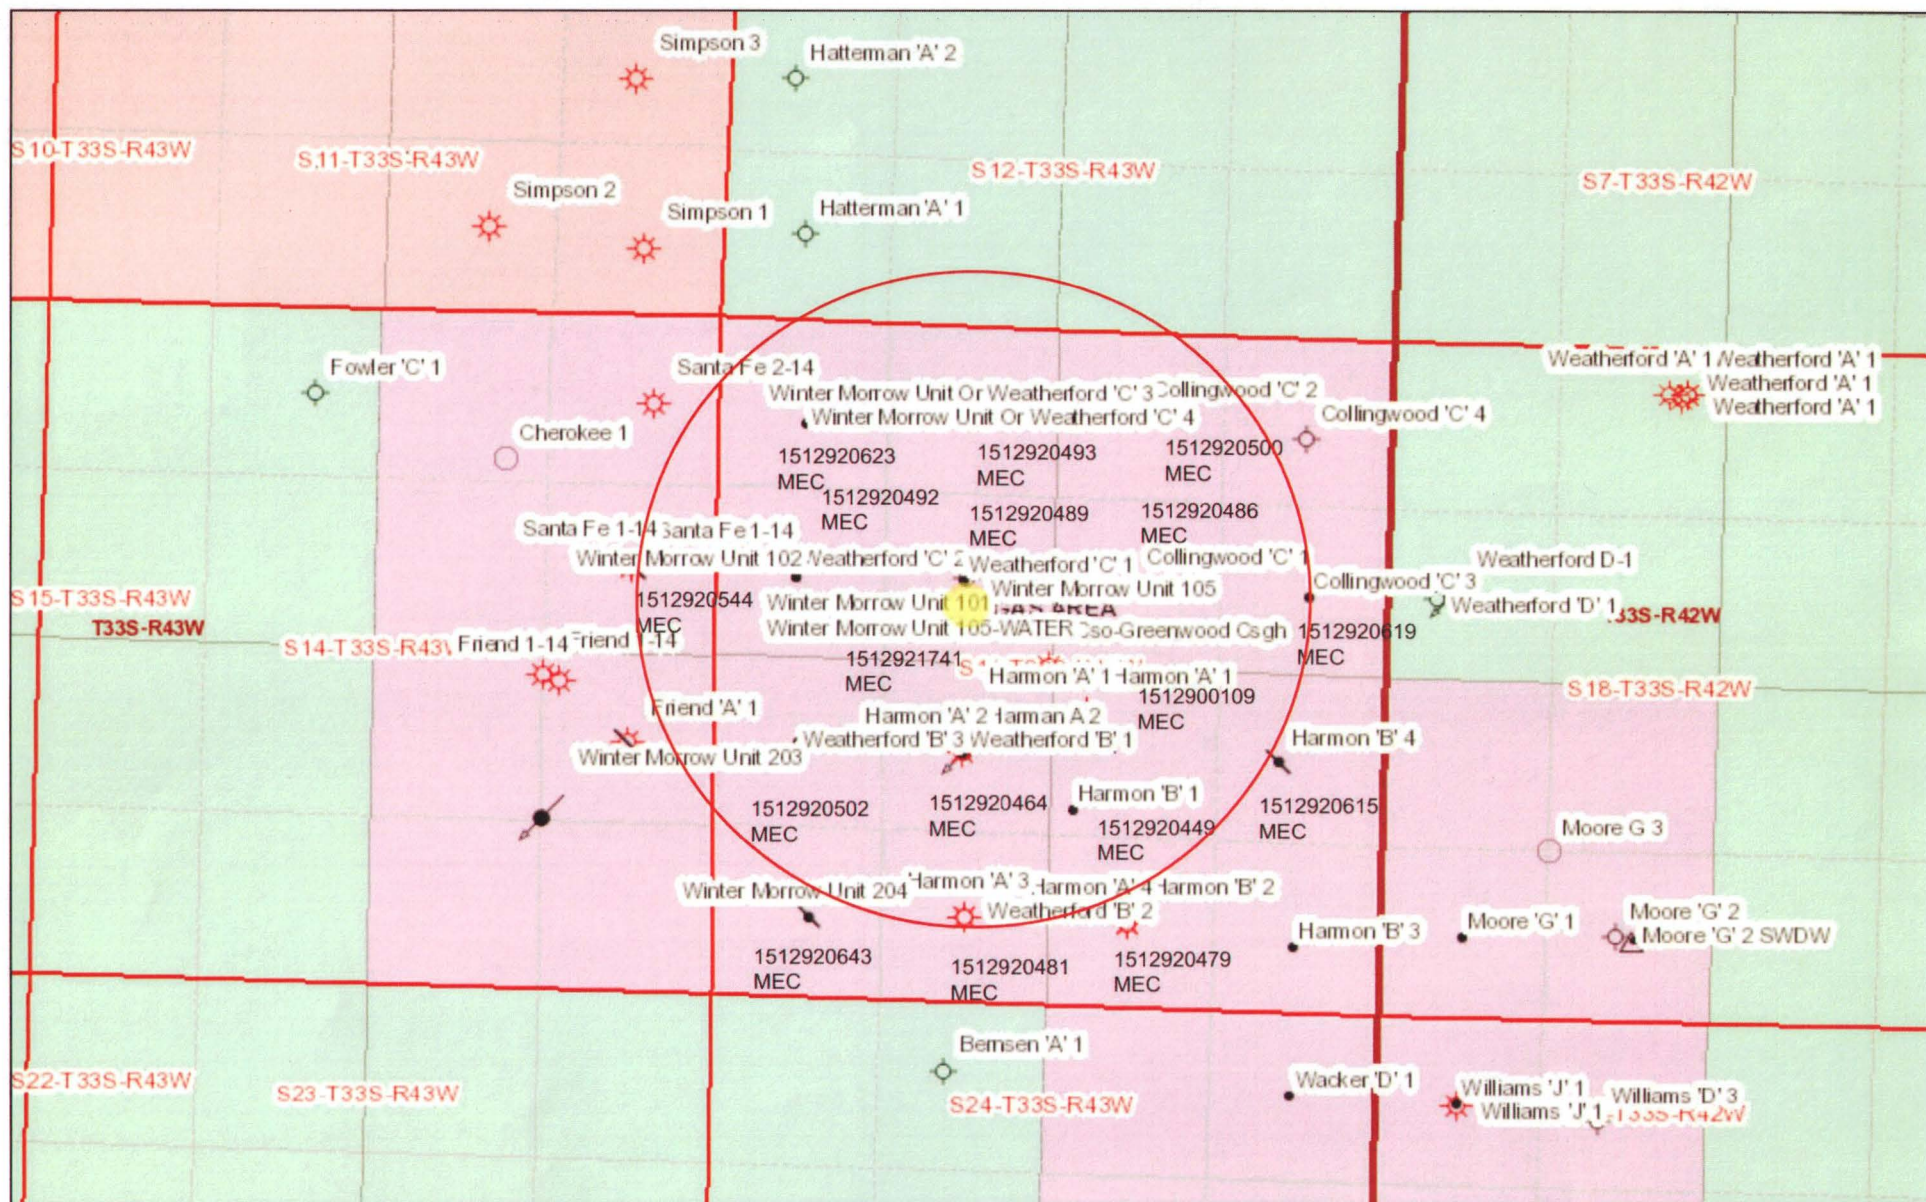 Simpson 3
Hatterman 'A' 2
S10-T33S-R43W
S11-T33S-R43W
S12-T33S-R43W
S7-T33S-R42W
Simpson 2
Simpson 1
Hatterman 'A' 1
Fowler 'C' 1
Santa Fe 2-14
Weatherford 'A' 1
Weatherford 'A' 1
Weatherford 'A' 1
Weatherford 'A' 1
Winter Morrow Unit Or Weatherford 'C' 3
Collingwood 'C' 2
Winter Morrow Unit Or Weatherford 'C' 4
Collingwood 'C' 4
Cherokee 1
1512920623
MEC
1512920493
MEC
1512920500
MEC
1512920492
MEC
1512920489
MEC
1512920486
MEC
Santa Fe 1-14
Santa Fe 1-14
Winter Morrow Unit 102
Weatherford 'C' 2
Weatherford 'C' 1
Collingwood 'C' 1
Weatherford D-1
Collingwood 'C' 3
Winter Morrow Unit 105
S15-T33S-R43W
1512920544
MEC
Winter Morrow Unit 101
AREA
Weatherford 'D' 1
T33S-R43W
33S-R42W
Winter Morrow Unit 105-WATER
Cso-Greenwood Csgh
1512920619
MEC
S14-T33S-R43W
Friend 1-14
Friend 1-14
1512921741
MEC
Harmon 'A' 1
Harmon 'A' 1
1512900109
MEC
S18-T33S-R42W
Friend 'A' 1
Harmon 'A' 2
Harman A 2
Weatherford 'B' 3
Weatherford 'B' 1
Harmon 'B' 4
Winter Morrow Unit 203
1512920502
MEC
1512920464
MEC
Harmon 'B' 1
1512920449
MEC
1512920615
MEC
Moore G 3
Winter Morrow Unit 204
Harmon 'A' 3
Harmon 'A' 4
Harmon 'B' 2
Weatherford 'B' 2
Harmon 'B' 3
Moore 'G' 1
Moore 'G' 2
Moore 'G' 2 SWDW
1512920643
MEC
1512920481
MEC
1512920479
MEC
Bernsen 'A' 1
S22-T33S-R43W
S23-T33S-R43W
S24-T33S-R43W
Wacker 'D' 1
Williams 'J' 1
Williams 'D' 3
Williams 'J' 1
-T33S-R42W